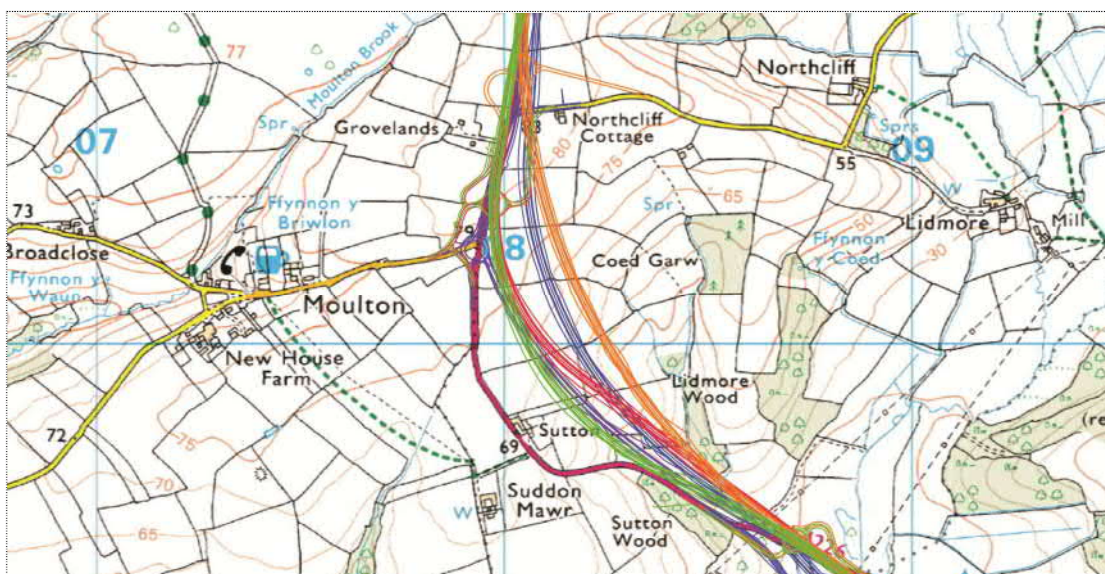 77
Moulton Brook
Northcliff
Spr
Grovelands
Northcliff
Cottage
07
80
75
Sprs
09
55
73
Ffynnon y
Briwlon
Spr
65
W
Lidmore
Mill
Broadclose
8
Coed Garw
50
30
Ffynnon
y Coed
Ffynnon y
Waun
Moulton
New House
Farm
Lidmore
Wood
72
75
69
Sutton
70
Suddon
Mawr
W
Sutton
Wood
65
(re